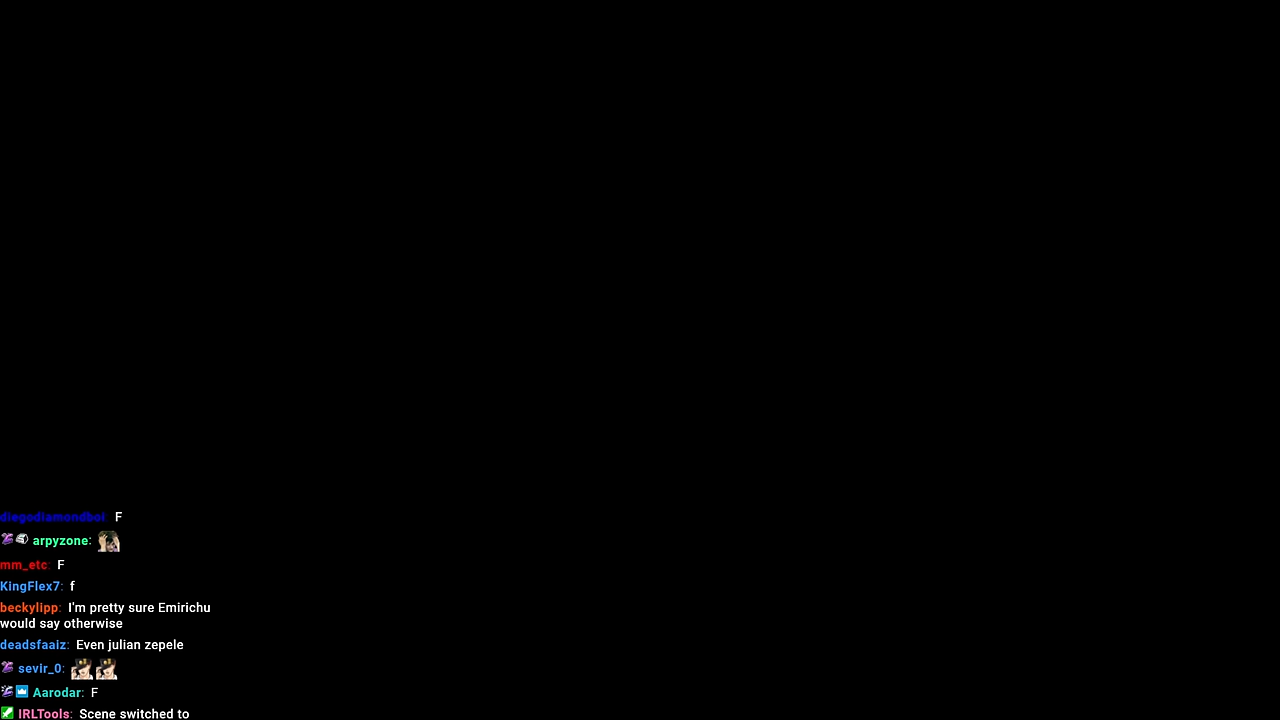 diegodiamondboi: F
arpyzone:
mm_etc: F
KingFlex7: f
beckylipp: I'm pretty sure Emirichu
would say otherwise
deadsfaaiz: Even julian zepele
sevir_0:
Aarodar: F
IRLTools: Scene switched to